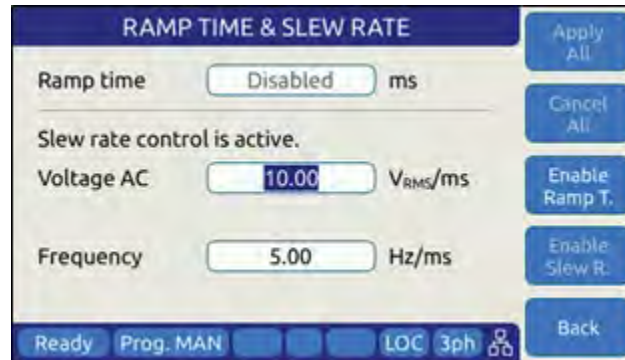 RAMP TIME & SLEW RATE
Ramp time Disabled ms
Slew rate control is active.
Voltage AC 10.00 VRMS/ms
Frequency 5.00 Hz/ms
Apply
All
Cancel
All
Enable
Ramp T.
Enable
Slew R.
Back
Ready Prog. MAN LOC 3ph